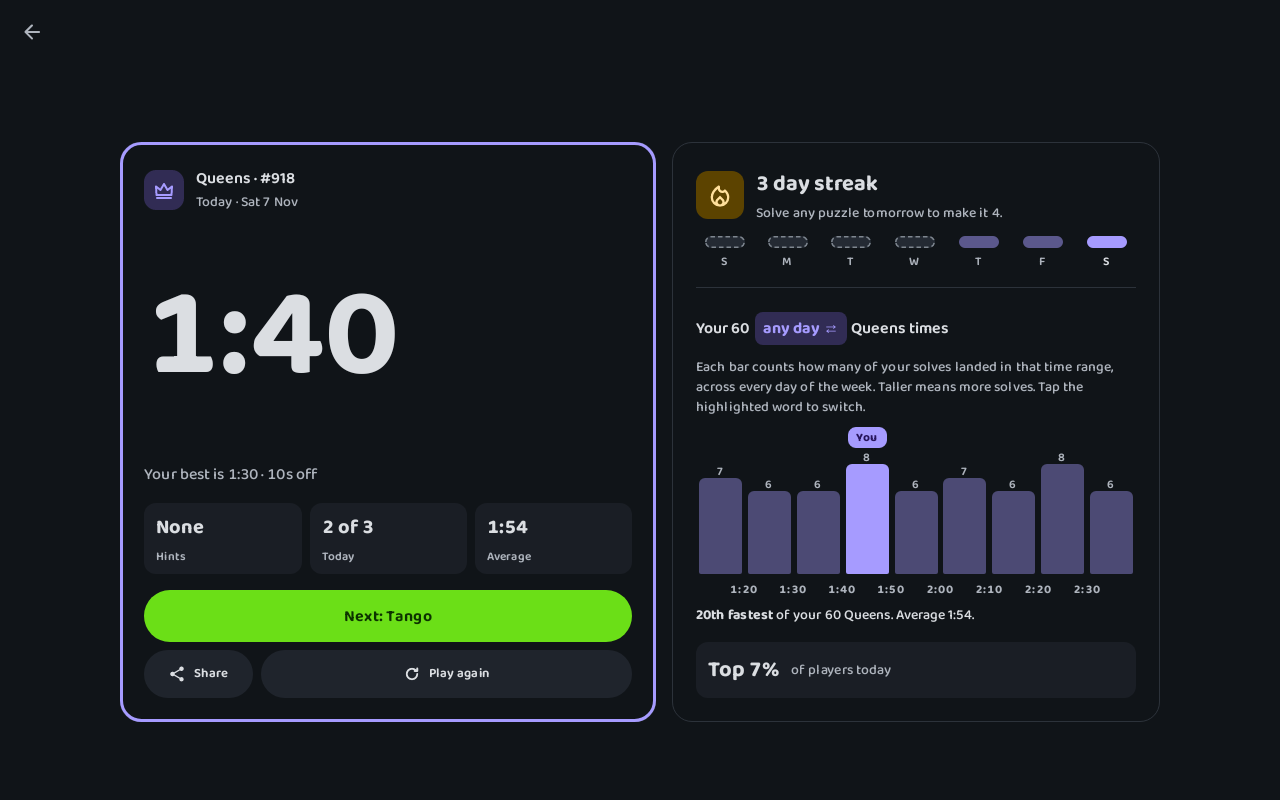 Queens · #918
Today · Sat 7 Nov
1:40
Your best is 1:30 · 10s off
None
Hints
2 of 3
Today
1:54
Average
Next: Tango
Share
Play again
3 day streak
Solve any puzzle tomorrow to make it 4.
S M T W T F S
Your 60 any day Queens times
Each bar counts how many of your solves landed in that time range,
across every day of the week. Taller means more solves. Tap the
highlighted word to switch.
You
7 6 6 8 6 7 6 8 6
1:20 1:30 1:40 1:50 2:00 2:10 2:20 2:30
20th fastest of your 60 Queens. Average 1:54.
Top 7% of players today